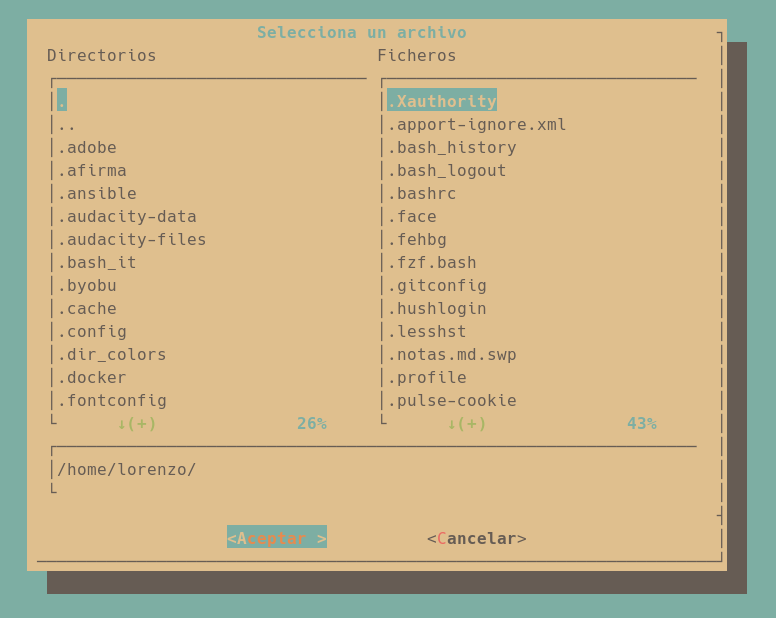 Selecciona un archivo
Directorios Ficheros
. .Xauthority
.. .apport-ignore.xml
.adobe .bash_history
.afirma .bash_logout
.ansible .bashrc
.audacity-data .face
.audacity-files .fehbg
.bash_it .fzf.bash
.byobu .gitconfig
.cache .hushlogin
.config .lesshst
.dir_colors .notas.md.swp
.docker .profile
.fontconfig .pulse-cookie
↓(+) 26% ↓(+) 43%
/home/lorenzo/
<Aceptar > <Cancelar>